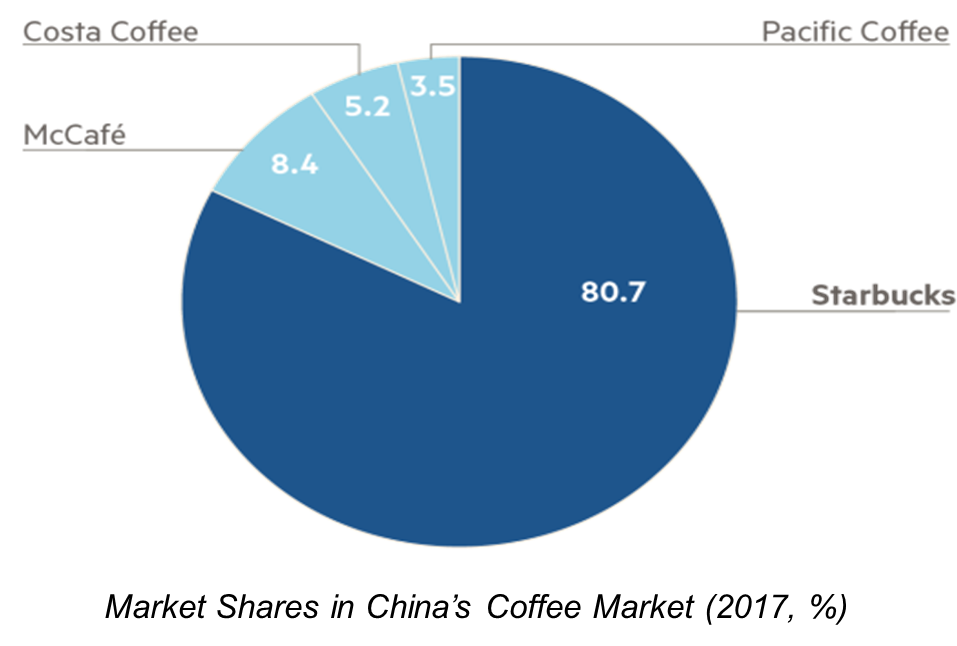 Costa Coffee
Pacific Coffee
3.5
5.2
McCafé
8.4
80.7
Starbucks
Market Shares in China’s Coffee Market (2017, %)